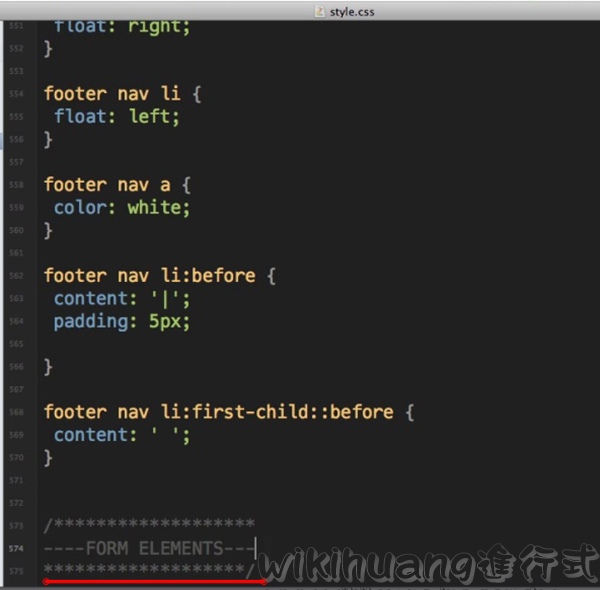 style.css
551 float: right;
552 }
553
554 footer nav li {
555 float: left;
556 }
557
558 footer nav a {
559 color: white;
560 }
561
562 footer nav li:before {
563 content: '|';
564 padding: 5px;
565
566 }
567
568 footer nav li:first-child::before {
569 content: ' ';
570 }
571
572
573 /*******************
574 ----FORM ELEMENTS---
575 *******************/
wikihuang進行式